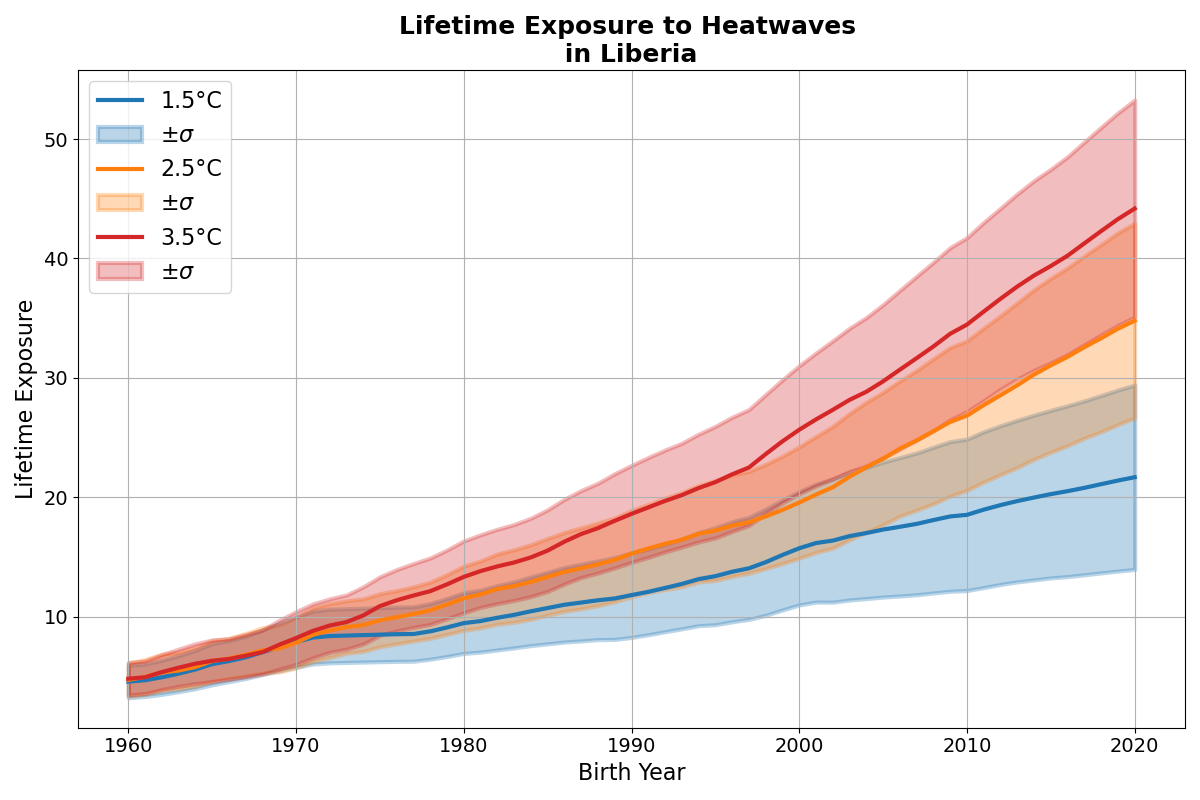 Lifetime Exposure to Heatwaves
in Liberia
1.5°C
±σ
2.5°C
±σ
3.5°C
±σ
Lifetime Exposure
50
40
30
20
10
1960
1970
1980
1990
2000
2010
2020
Birth Year